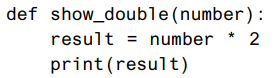 def show_double(number):
    result = number * 2
    print(result)